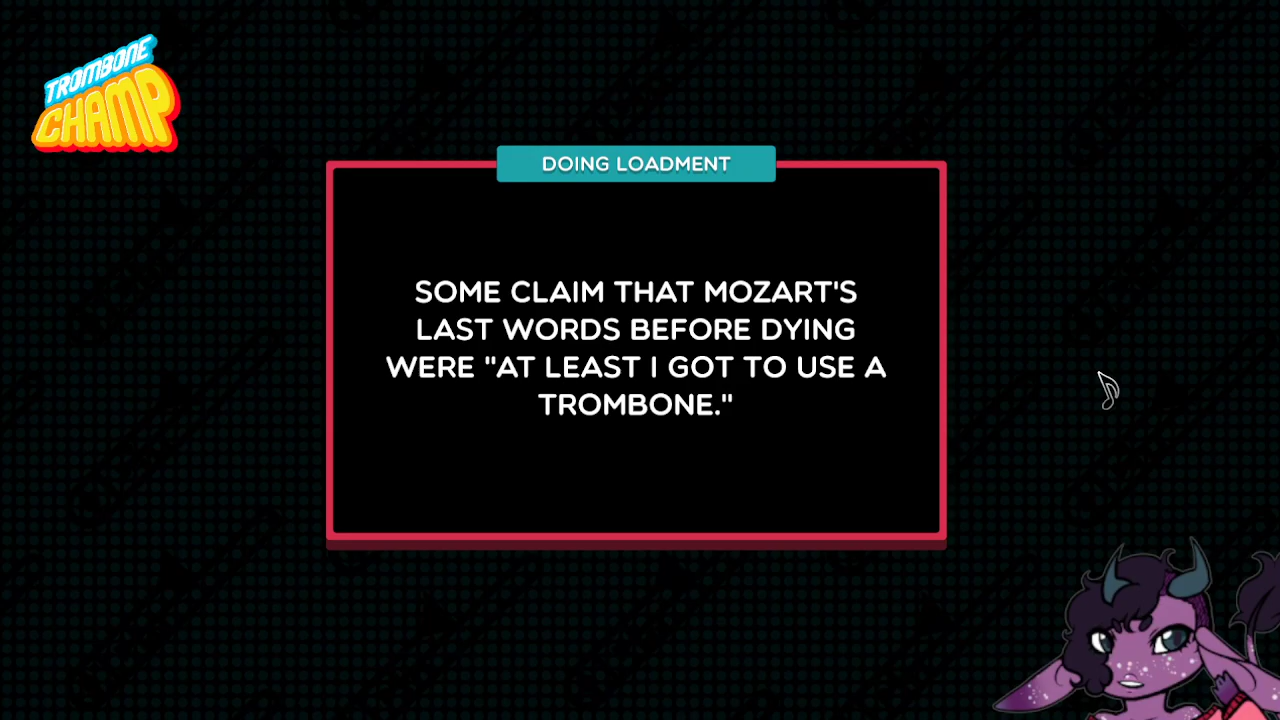 TROMBONE
CHAMP
DOING LOADMENT
SOME CLAIM THAT MOZART'S
LAST WORDS BEFORE DYING
WERE "AT LEAST I GOT TO USE A
TROMBONE."